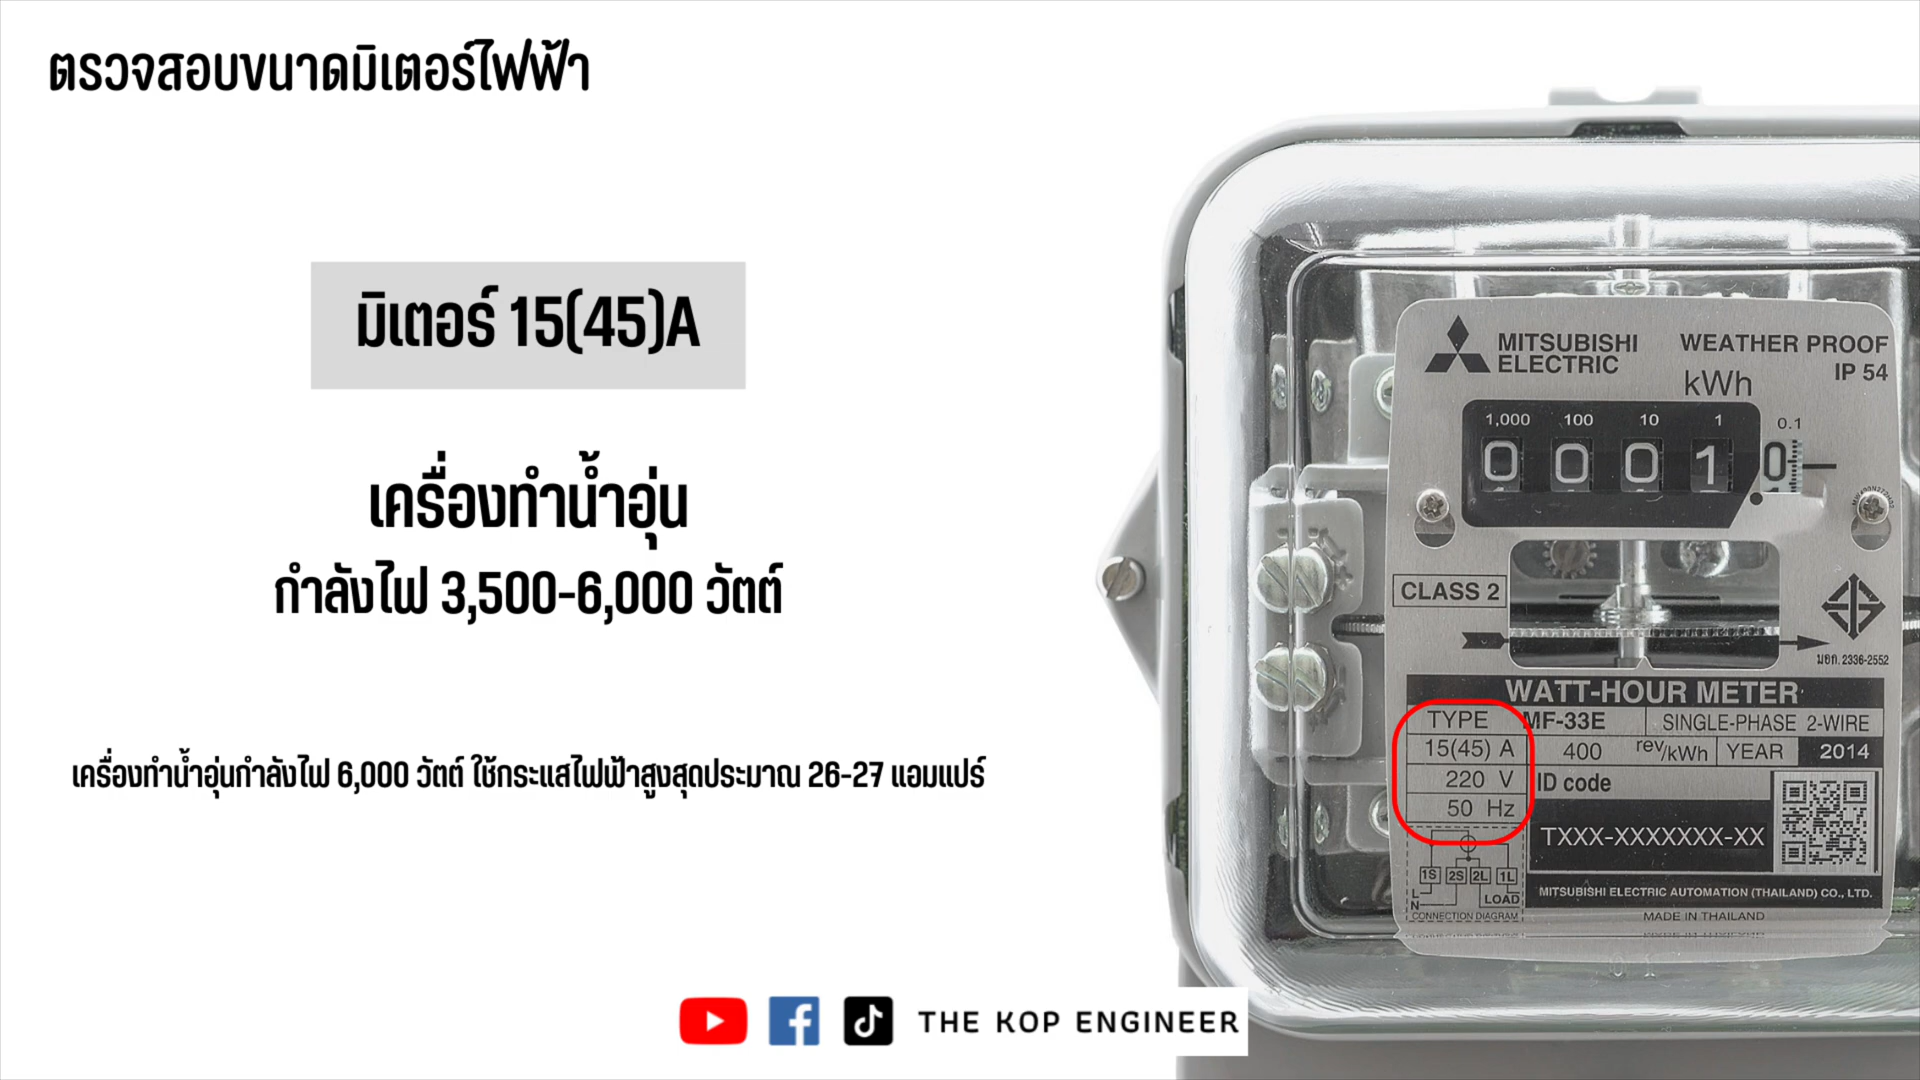 ตรวจสอบขนาดมิเตอร์ไฟฟ้า
มิเตอร์ 15(45)A
เครื่องทำน้ำอุ่น
กำลังไฟ 3,500-6,000 วัตต์
เครื่องทำน้ำอุ่นกำลังไฟ 6,000 วัตต์ ใช้กระแสไฟฟ้าสูงสุดประมาณ 26-27 แอมแปร์
MITSUBISHI ELECTRIC
WEATHER PROOF
IP 54
kWh
1,000 100 10 1 0.1
0 0 0 1 0
CLASS 2
มอก. 2336-2552
WATT-HOUR METER
TYPE MF-33E SINGLE-PHASE 2-WIRE
15(45) A 400 rev/kWh YEAR 2014
220 V ID code
50 Hz
TXXX-XXXXXXX-XX
1S 2S 2L 1L
L
N LOAD
CONNECTION DIAGRAM
MITSUBISHI ELECTRIC AUTOMATION (THAILAND) CO., LTD.
MADE IN THAILAND
THE KOP ENGINEER